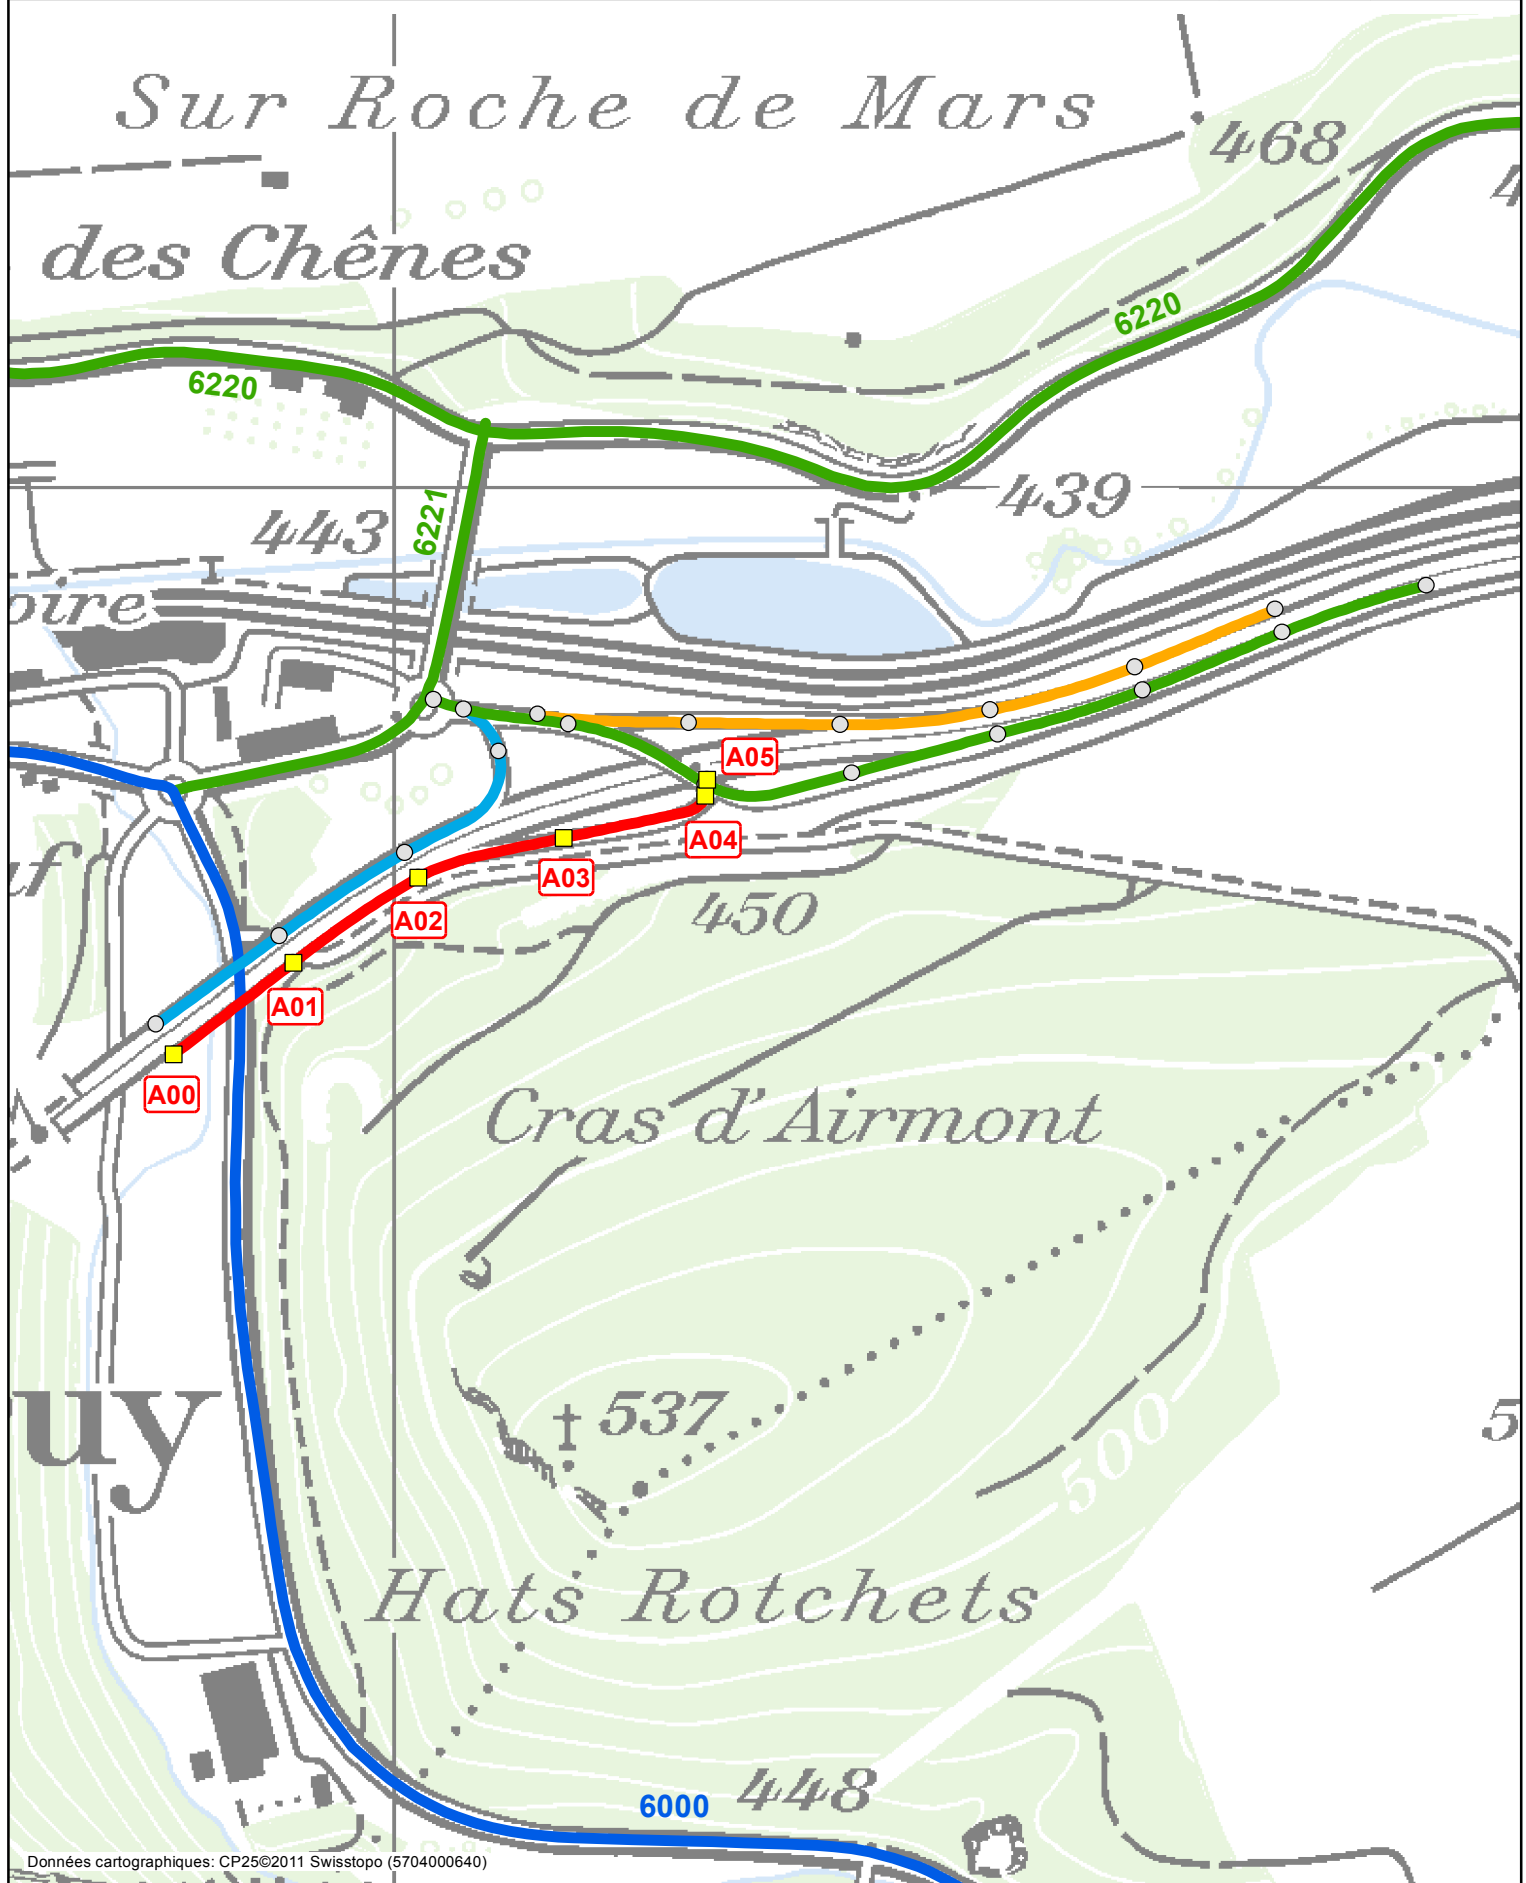 Sur Roche de Mars
468
des Chênes
6220
6220
6221
443
439
oire
A05
A04
A03
A02
450
A01
A00
Cras d'Airmont
537
500
uy
5
Hats Rotchets
6000
448
Données cartographiques: CP25©2011 Swisstopo (5704000640)